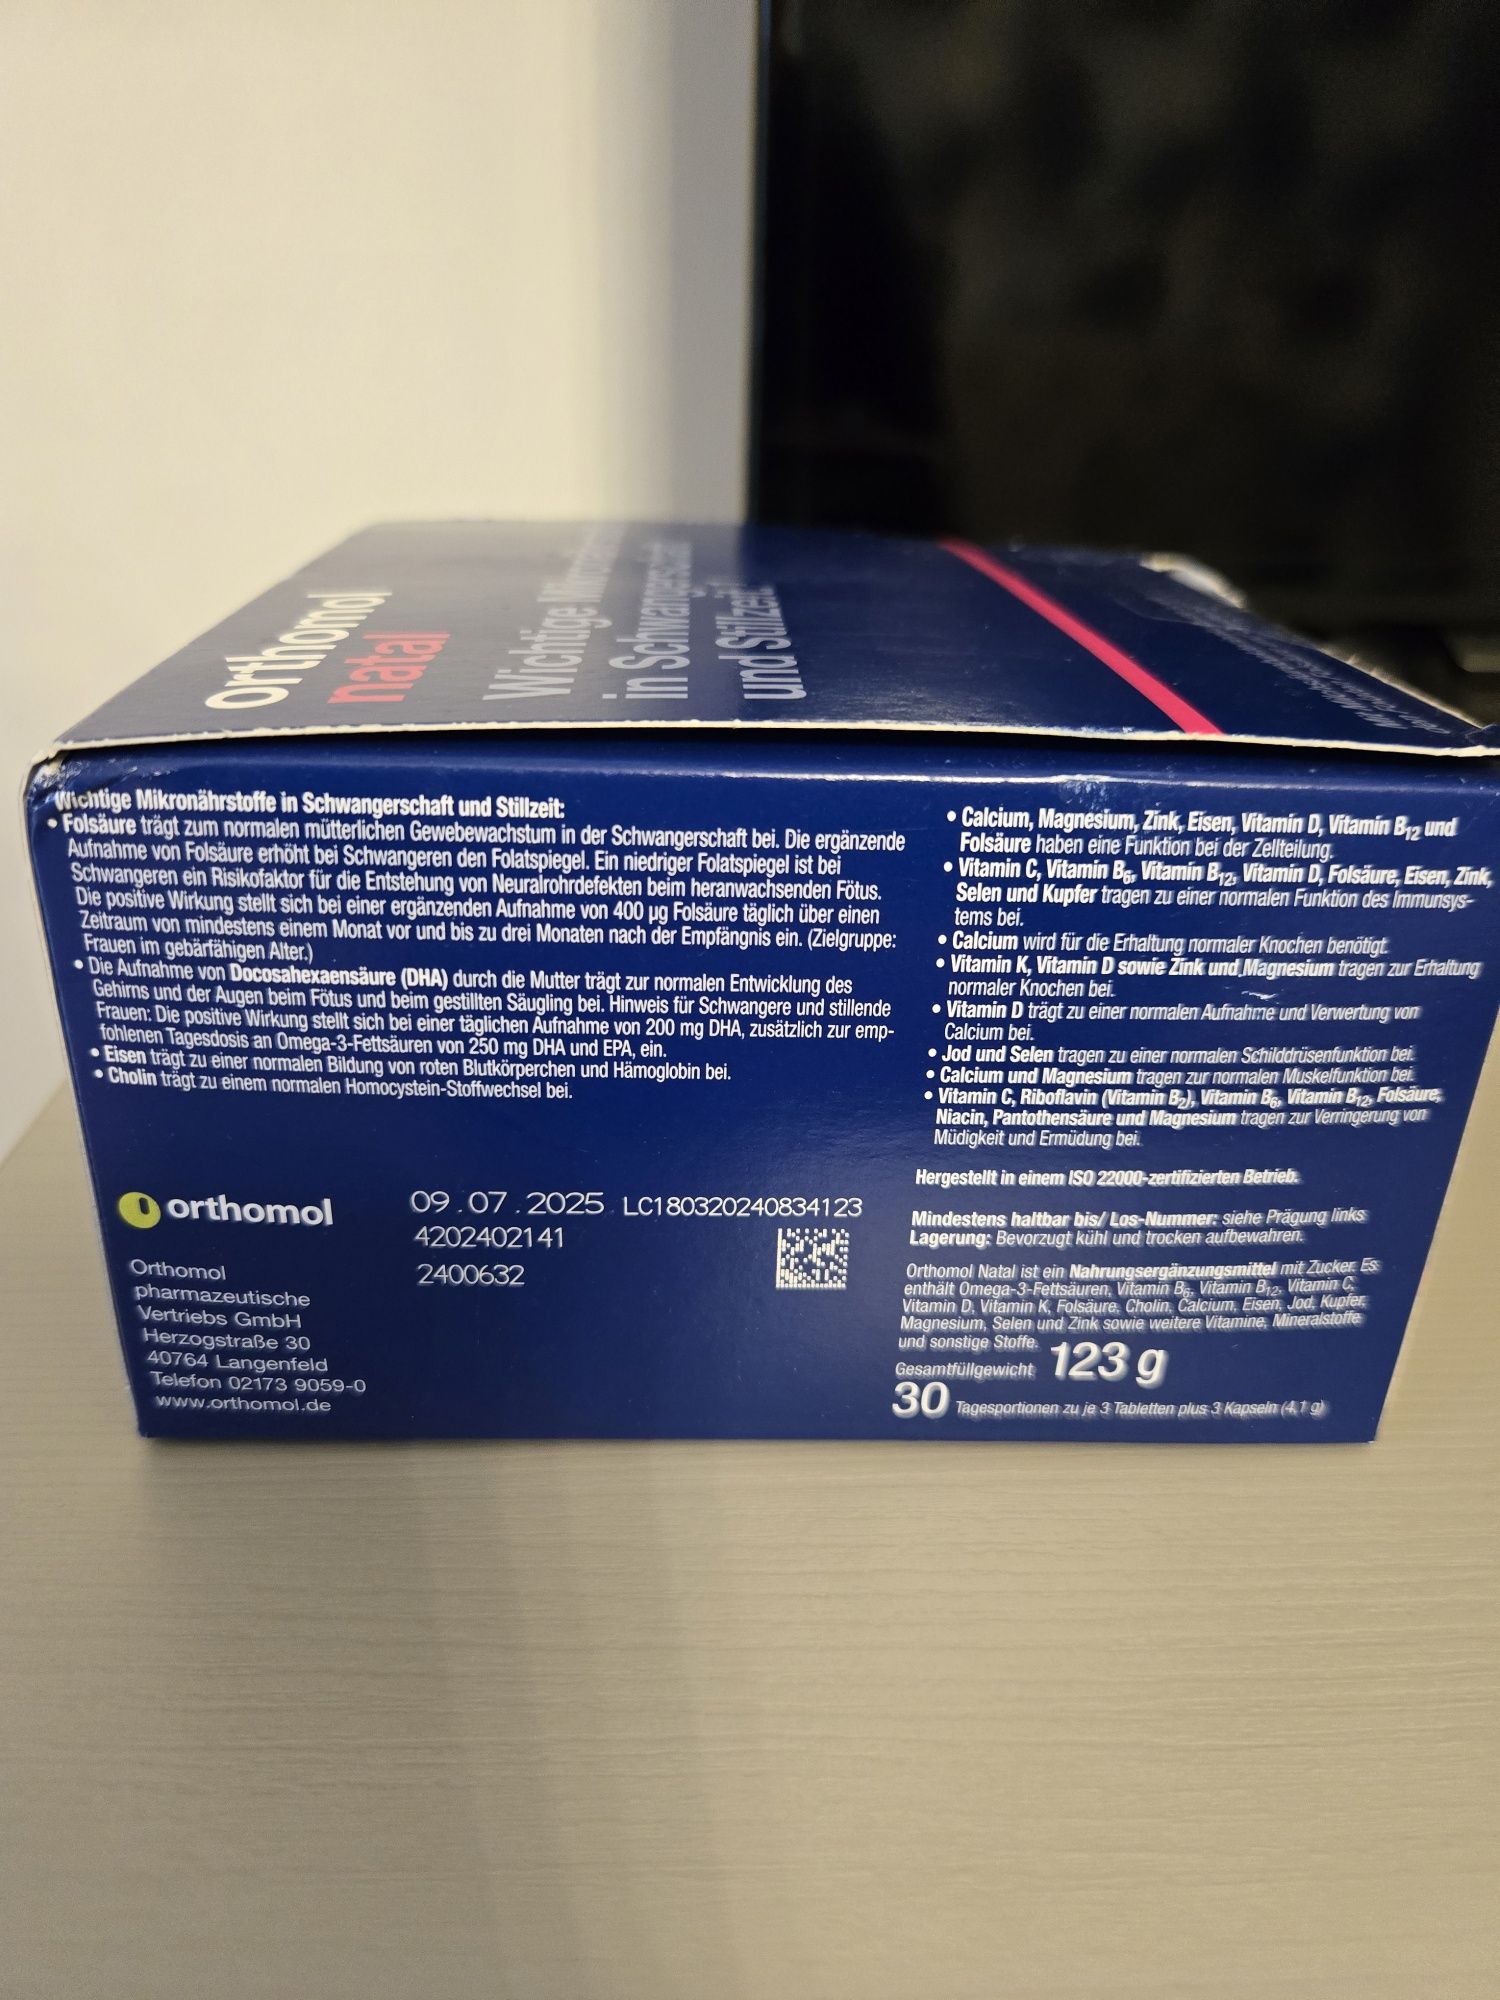 orthomol
natal
Wichtige
in Schwangerschaft
und Stillzeit!
Wichtige Mikronährstoffe in Schwangerschaft und Stillzeit:
• Folsäure trägt zum normalen mütterlichen Gewebewachstum in der Schwangerschaft bei. Die ergänzende
Aufnahme von Folsäure erhöht bei Schwangeren den Folatspiegel. Ein niedriger Folatspiegel ist bei
Schwangeren ein Risikofaktor für die Entstehung von Neuralrohrdefekten beim heranwachsenden Fötus.
Die positive Wirkung stellt sich bei einer ergänzenden Aufnahme von 400 µg Folsäure täglich über einen
Zeitraum von mindestens einem Monat vor und bis zu drei Monaten nach der Empfängnis ein. (Zielgruppe:
Frauen im gebärfähigen Alter.)
• Die Aufnahme von Docosahexaensäure (DHA) durch die Mutter trägt zur normalen Entwicklung des
Gehirns und der Augen beim Fötus und beim gestillten Säugling bei. Hinweis für Schwangere und stillende
Frauen: Die positive Wirkung stellt sich bei einer täglichen Aufnahme von 200 mg DHA, zusätzlich zur emp-
fohlenen Tagesdosis an Omega-3-Fettsäuren von 250 mg DHA und EPA, ein.
• Eisen trägt zu einer normalen Bildung von roten Blutkörperchen und Hämoglobin bei.
• Cholin trägt zu einem normalen Homocystein-Stoffwechsel bei.
• Calcium, Magnesium, Zink, Eisen, Vitamin D, Vitamin B12 und
Folsäure haben eine Funktion bei der Zellteilung.
• Vitamin C, Vitamin B6, Vitamin B12, Vitamin D, Folsäure, Eisen, Zink,
Selen und Kupfer tragen zu einer normalen Funktion des Immunsys-
tems bei.
• Calcium wird für die Erhaltung normaler Knochen benötigt.
• Vitamin K, Vitamin D sowie Zink und Magnesium tragen zur Erhaltung
normaler Knochen bei.
• Vitamin D trägt zu einer normalen Aufnahme und Verwertung von
Calcium bei.
• Jod und Selen tragen zu einer normalen Schilddrüsenfunktion bei.
• Calcium und Magnesium tragen zur normalen Muskelfunktion bei.
• Vitamin C, Riboflavin (Vitamin B2), Vitamin B6, Vitamin B12, Folsäure,
Niacin, Pantothensäure und Magnesium tragen zur Verringerung von
Müdigkeit und Ermüdung bei.
Hergestellt in einem ISO 22000-zertifizierten Betrieb.
Mindestens haltbar bis/ Los-Nummer: siehe Prägung links
Lagerung: Bevorzugt kühl und trocken aufbewahren.
Orthomol Natal ist ein Nahrungsergänzungsmittel mit Zucker. Es
enthält Omega-3-Fettsäuren, Vitamin B6, Vitamin B12, Vitamin C,
Vitamin D, Vitamin K, Folsäure, Cholin, Calcium, Eisen, Jod, Kupfer,
Magnesium, Selen und Zink sowie weitere Vitamine, Mineralstoffe
und sonstige Stoffe.
Gesamtfüllgewicht 123 g
30 Tagesportionen zu je 3 Tabletten plus 3 Kapseln (4,1 g)
orthomol
09.07.2025 LC180320240834123
4202402141
2400632
Orthomol
pharmazeutische
Vertriebs GmbH
Herzogstraße 30
40764 Langenfeld
Telefon 02173 9059-0
www.orthomol.de